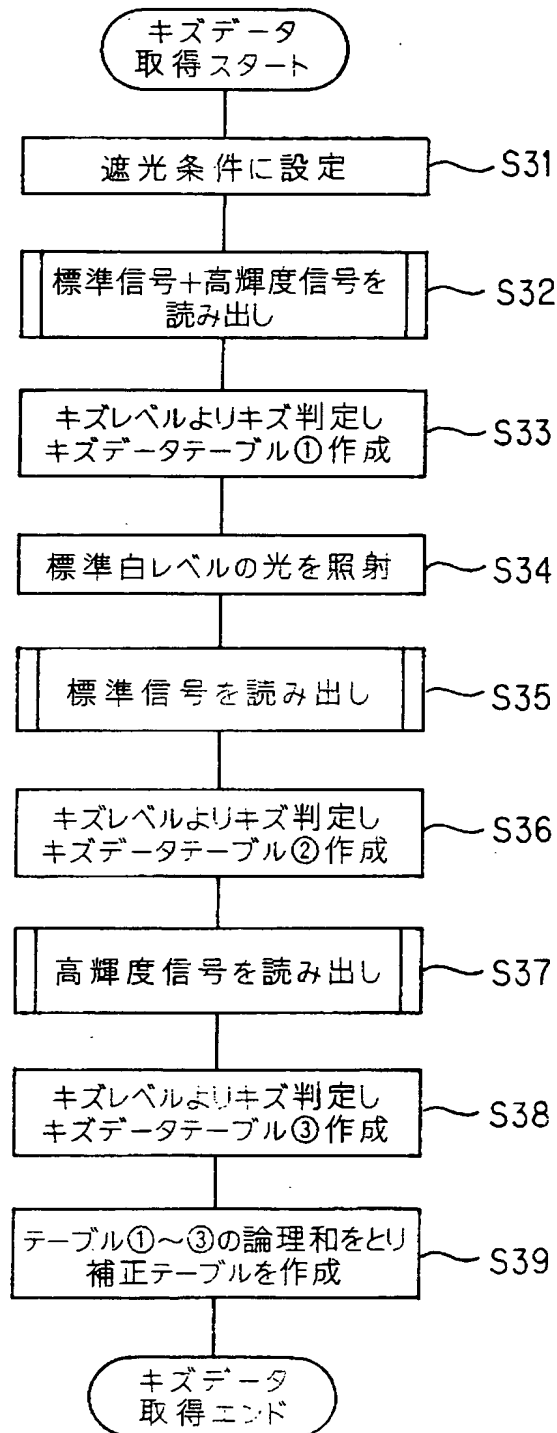 キズデータ
取得スタート
遮光条件に設定
S31
標準信号+高輝度信号を
読み出し
S32
キズレベルよりキズ判定し
キズデータテーブル①作成
S33
標準白レベルの光を照射
S34
標準信号を読み出し
S35
キズレベルよりキズ判定し
キズデータテーブル②作成
S36
高輝度信号を読み出し
S37
キズレベルよりキズ判定し
キズデータテーブル③作成
S38
テーブル①〜③の論理和をとり
補正テーブルを作成
S39
キズデータ
取得エンド